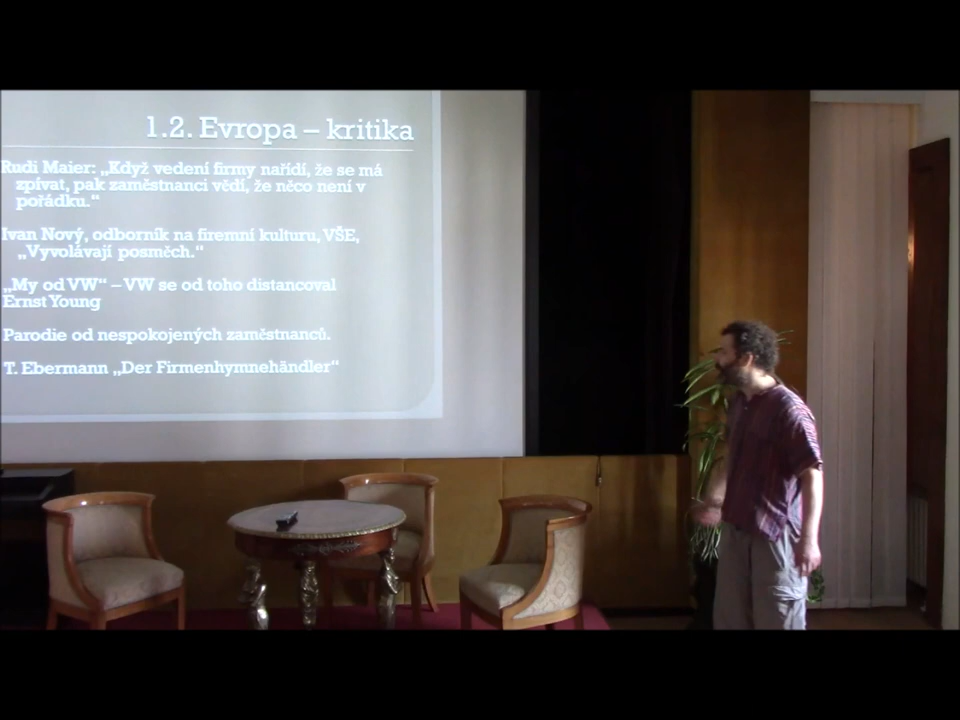 1.2. Evropa – kritika
Rudi Maier: „Když vedení firmy nařídí, že se má
zpívat, pak zaměstnanci vědí, že něco není v
pořádku.“
Ivan Nový, odborník na firemní kulturu, VŠE,
„Vyvolávají posměch.“
„My od VW“ – VW se od toho distancoval
Ernst Young
Parodie od nespokojených zaměstnanců.
T. Ebermann „Der Firmenhymnehändler“